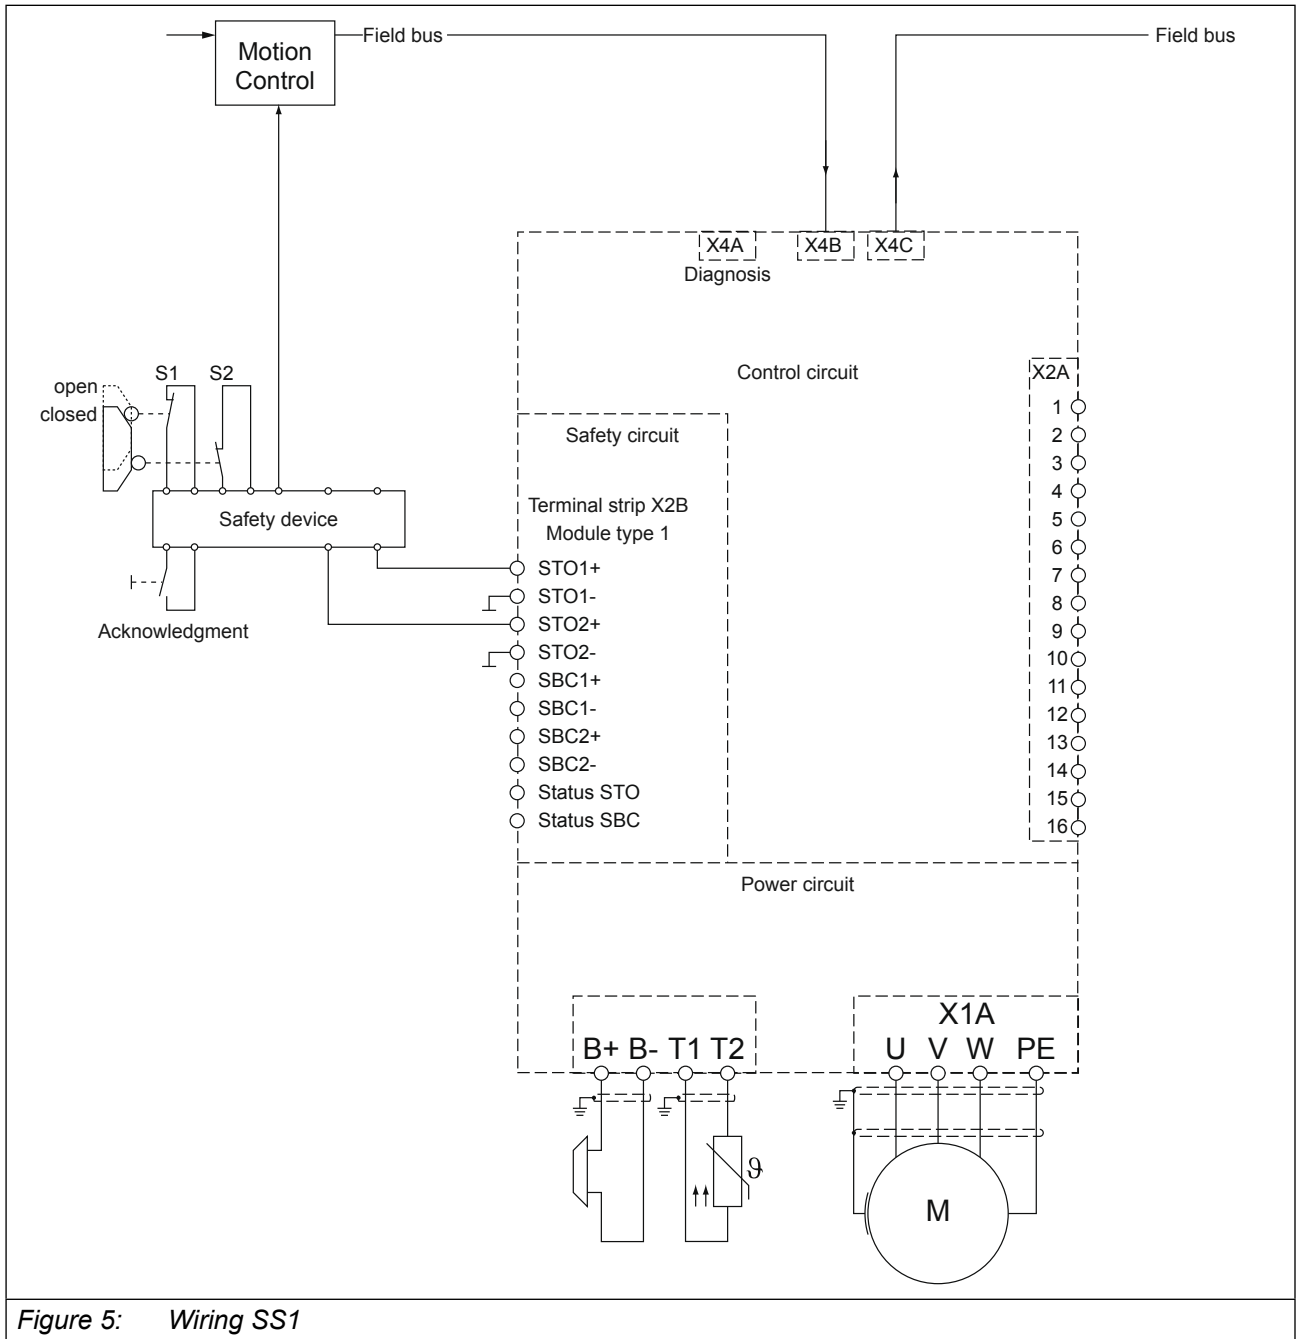 Motion
Control
Field bus
Field bus
X4A
X4B
X4C
Diagnosis
open
closed
S1
S2
Control circuit
X2A
1
2
3
4
5
6
7
8
9
10
11
12
13
14
15
16
Safety circuit
Safety device
Terminal strip X2B
Module type 1
STO1+
STO1-
STO2+
STO2-
SBC1+
SBC1-
SBC2+
SBC2-
Status STO
Status SBC
Acknowledgment
Power circuit
B+ B- T1 T2
X1A
U V W PE
ϑ
M
Figure 5: Wiring SS1